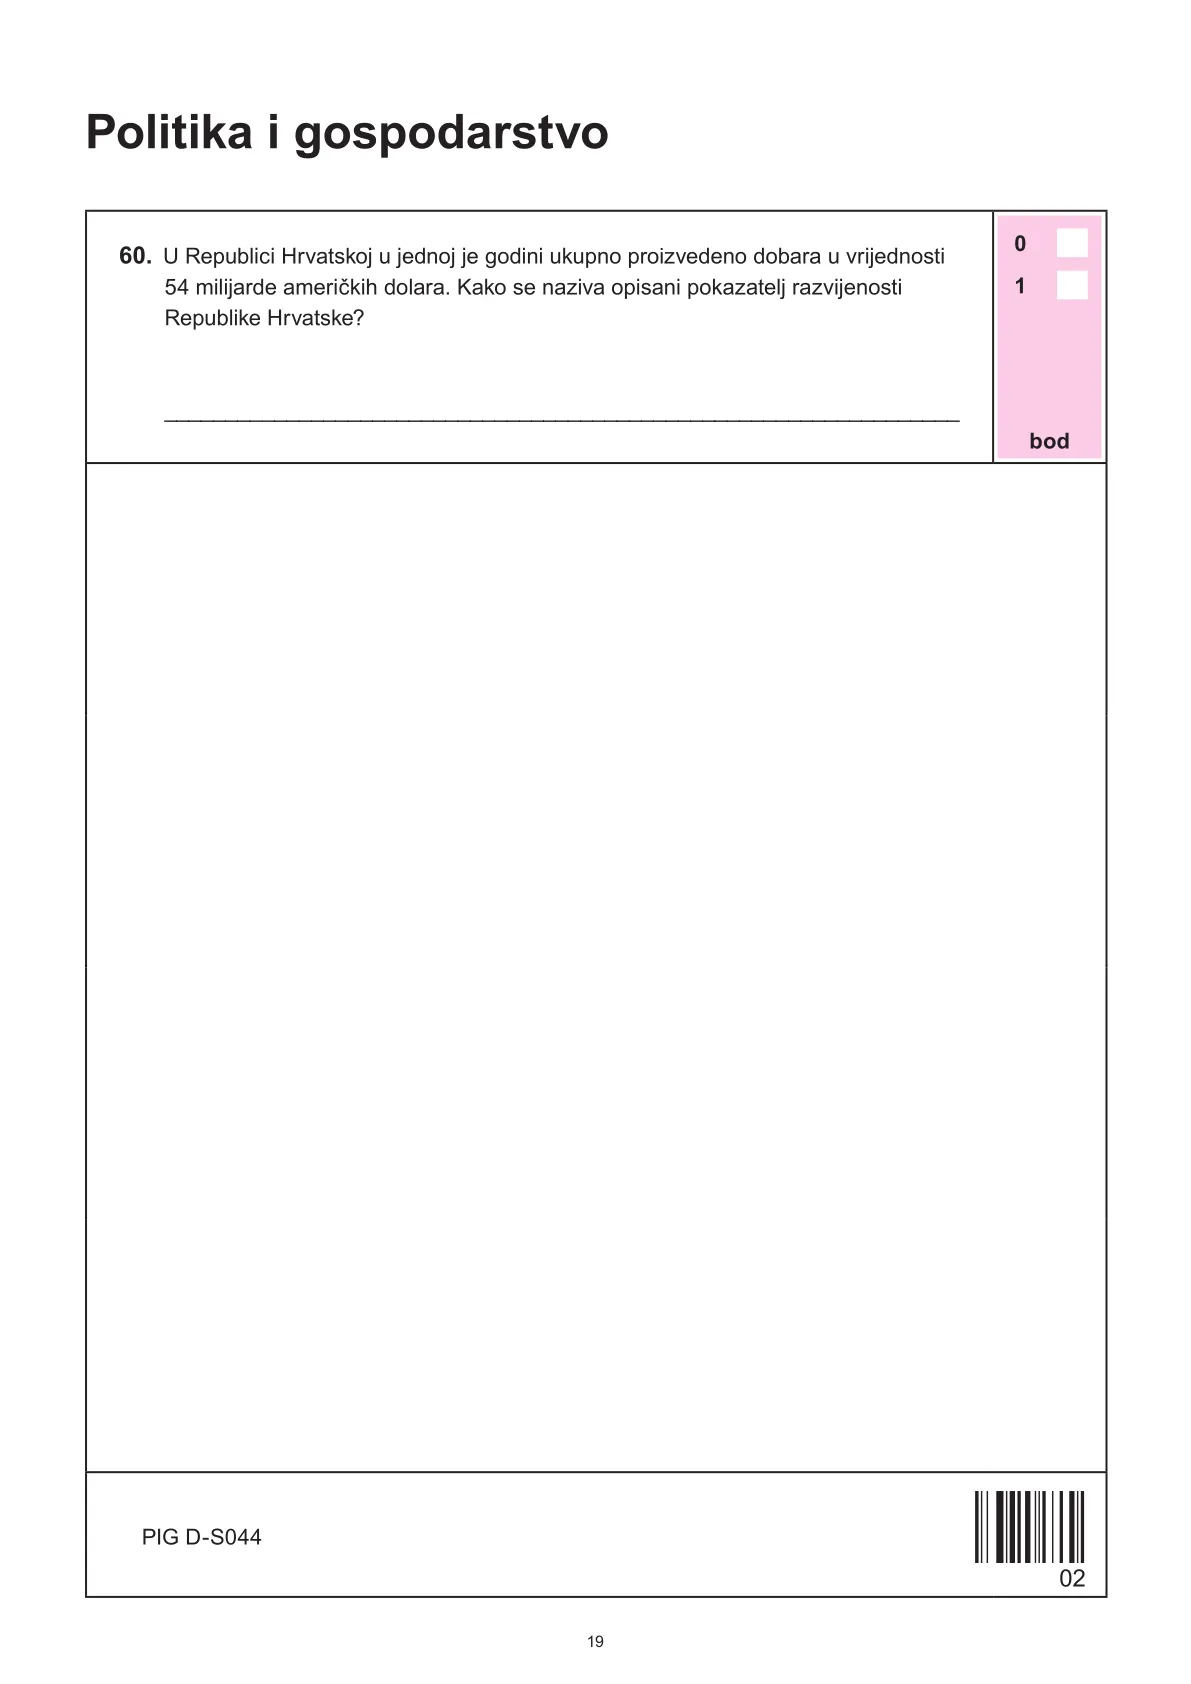 Politika i gospodarstvo
60. U Republici Hrvatskoj u jednoj je godini ukupno proizvedeno dobara u vrijednosti
54 milijarde američkih dolara. Kako se naziva opisani pokazatelj razvijenosti
Republike Hrvatske?
0
1
bod
PIG D-S044
02
19